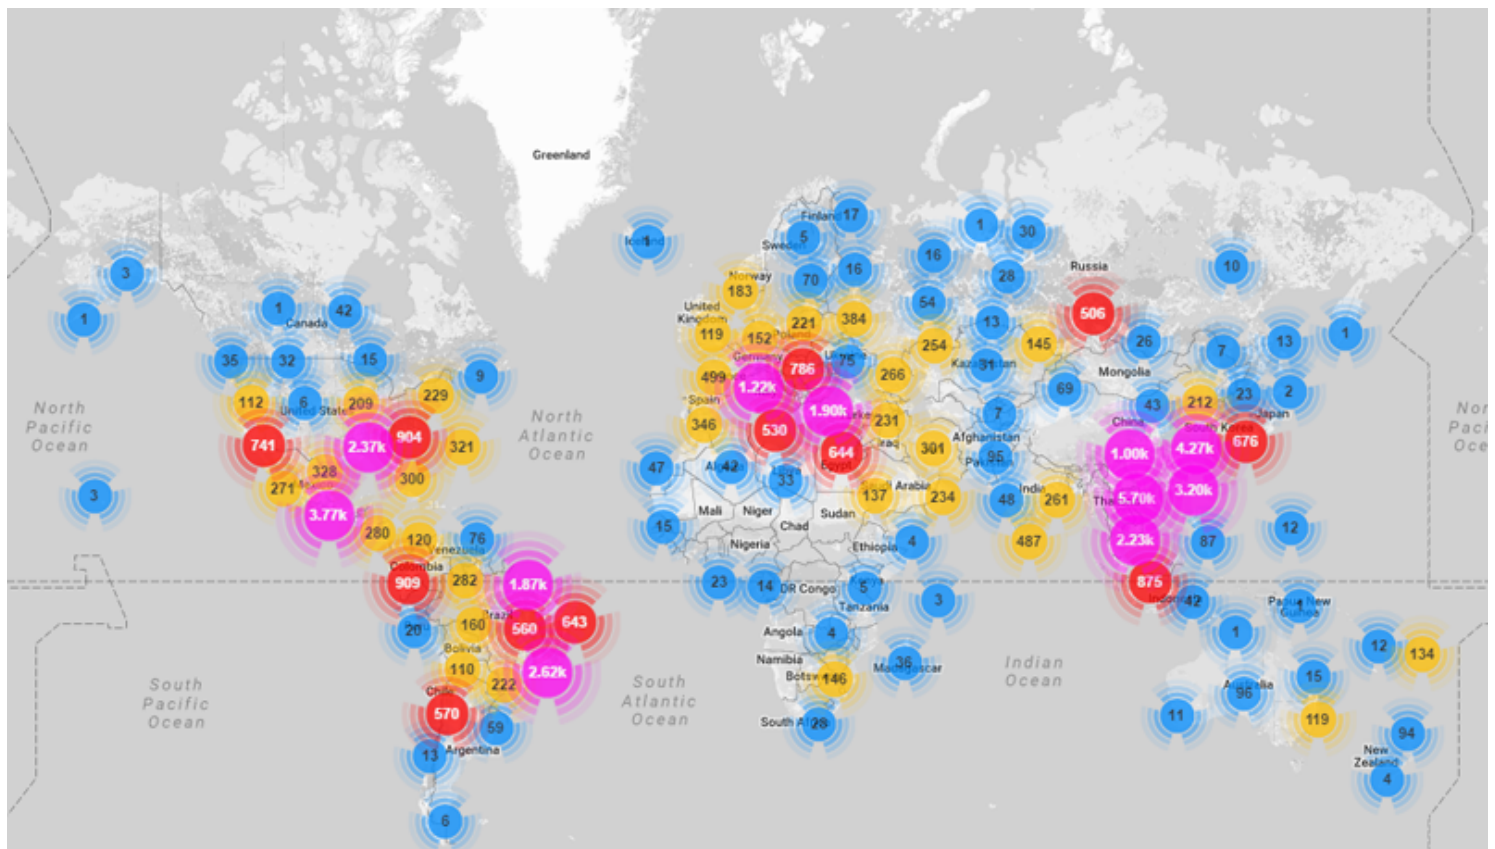 Greenland
17
Finland
1
30
5
Iceland
Sweden
16
3
16
28
Russia
10
Norway
70
183
54
1
42
United
Kingdom
506
1
Canada
119
152
221
384
13
1
254
145
26
13
7
35
32
15
Germany
786
75
Kazakhstan
31
Mongolia
9
499
1.22k
266
69
2
112
6
209
229
United States
Spain
1.90k
43
212
23
Japan
North
Pacific
Ocean
North
Atlantic
Ocean
346
530
231
7
China
South Korea
741
2.37k
904
321
644
Iraq
301
Afghanistan
1.00k
4.27k
676
47
Algeria
42
Libya
33
Egypt
95
Pakistan
328
Mexico
271
300
3
137
Saudi Arabia
234
48
India
261
5.70k
3.20k
3.77k
Mali
Niger
Sudan
15
Chad
12
280
120
76
Venezuela
Nigeria
Ethiopia
4
487
2.23k
87
Colombia
909
282
1.87k
23
14
DR Congo
Kenya
5
875
3
Tanzania
Indonesia
42
Papua New
Guinea
20
160
Brazil
560
643
Angola
4
1
Bolivia
12
134
110
2.62k
Namibia
36
Madagascar
Indian
Ocean
146
15
222
South
Pacific
Ocean
South
Atlantic
Ocean
Chile
Australia
96
570
59
South Africa
28
11
119
94
13
Argentina
New
Zealand
4
6